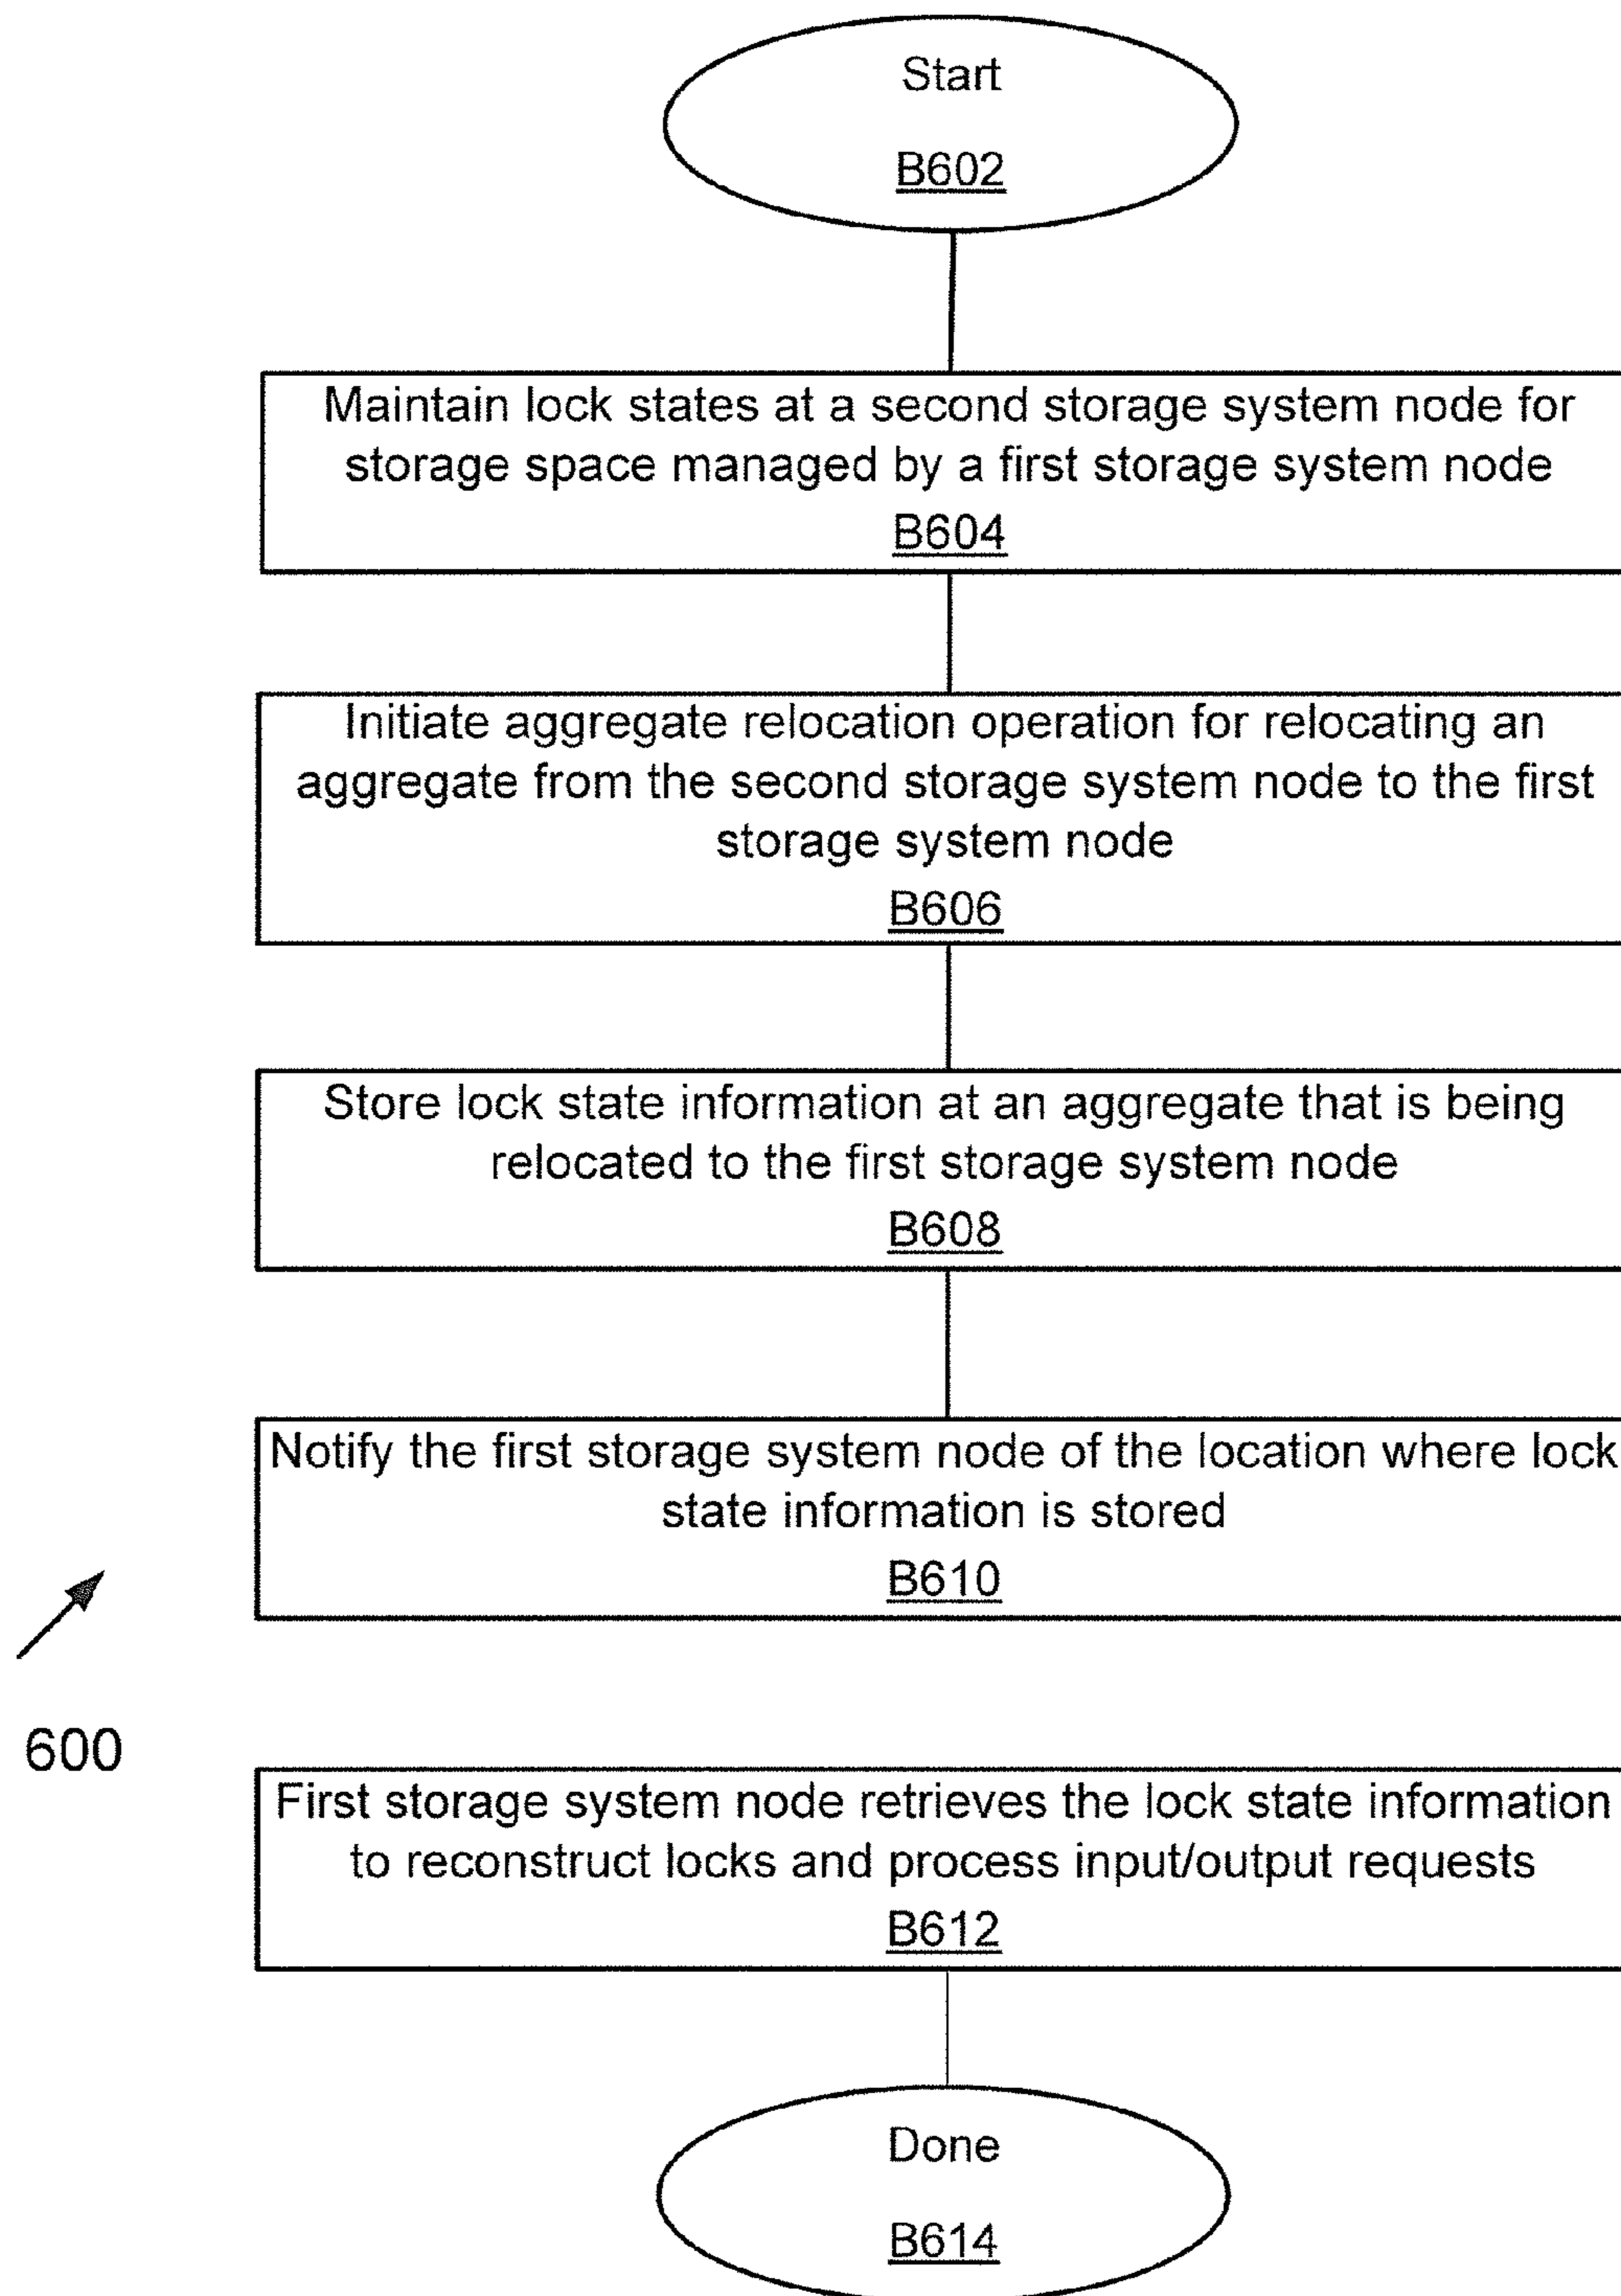 Start
B602
Maintain lock states at a second storage system node for
storage space managed by a first storage system node
B604
Initiate aggregate relocation operation for relocating an
aggregate from the second storage system node to the first
storage system node
B606
Store lock state information at an aggregate that is being
relocated to the first storage system node
B608
Notify the first storage system node of the location where lock
state information is stored
B610
600
First storage system node retrieves the lock state information
to reconstruct locks and process input/output requests
B612
Done
B614